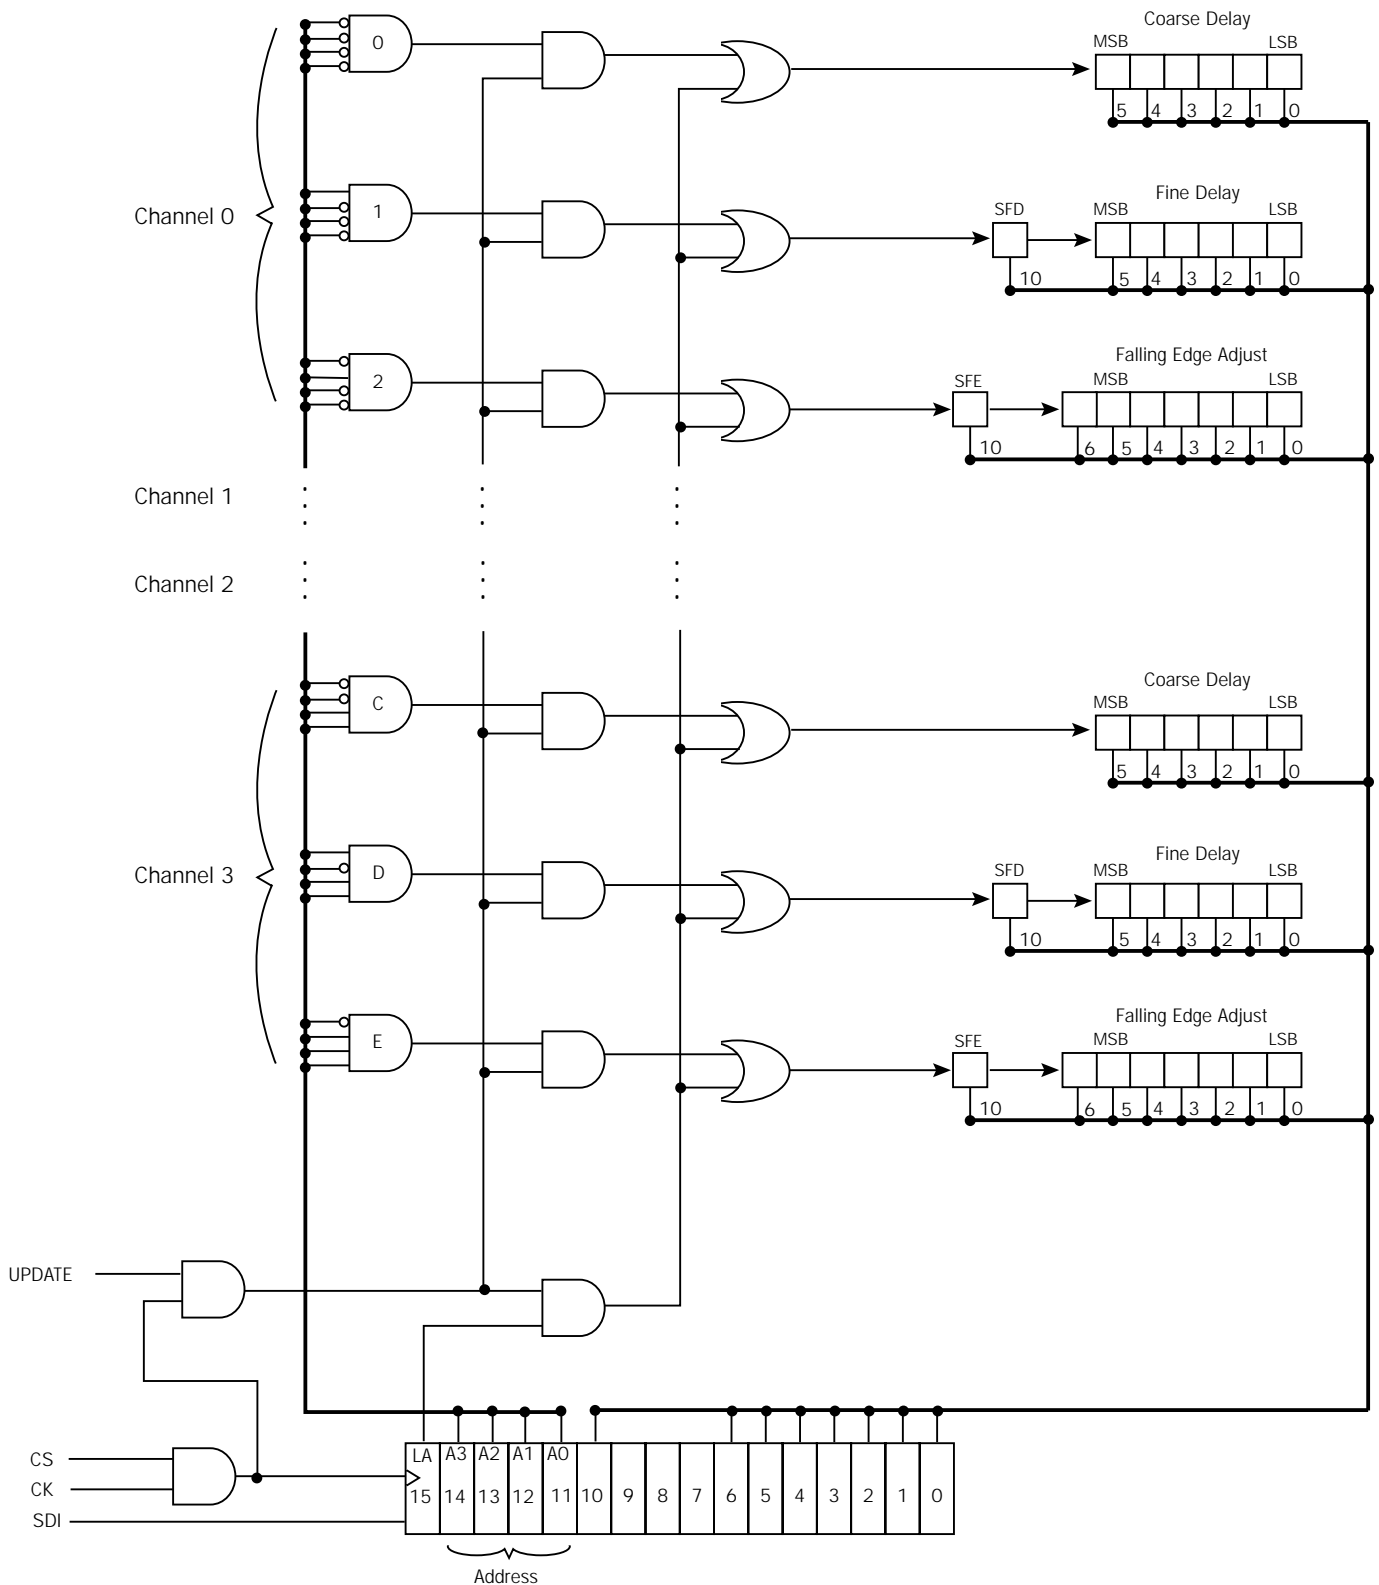 Coarse Delay
MSB LSB
0
5 4 3 2 1 0
Channel 0
Fine Delay
SFD MSB LSB
1
10 5 4 3 2 1 0
Falling Edge Adjust
SFE MSB LSB
2
10 6 5 4 3 2 1 0
Channel 1
Channel 2
Coarse Delay
MSB LSB
C
5 4 3 2 1 0
Channel 3
Fine Delay
SFD MSB LSB
D
10 5 4 3 2 1 0
Falling Edge Adjust
SFE MSB LSB
E
10 6 5 4 3 2 1 0
UPDATE
CS
CK
SDI
LA A3 A2 A1 A0
15 14 13 12 11 10 9 8 7 6 5 4 3 2 1 0
Address